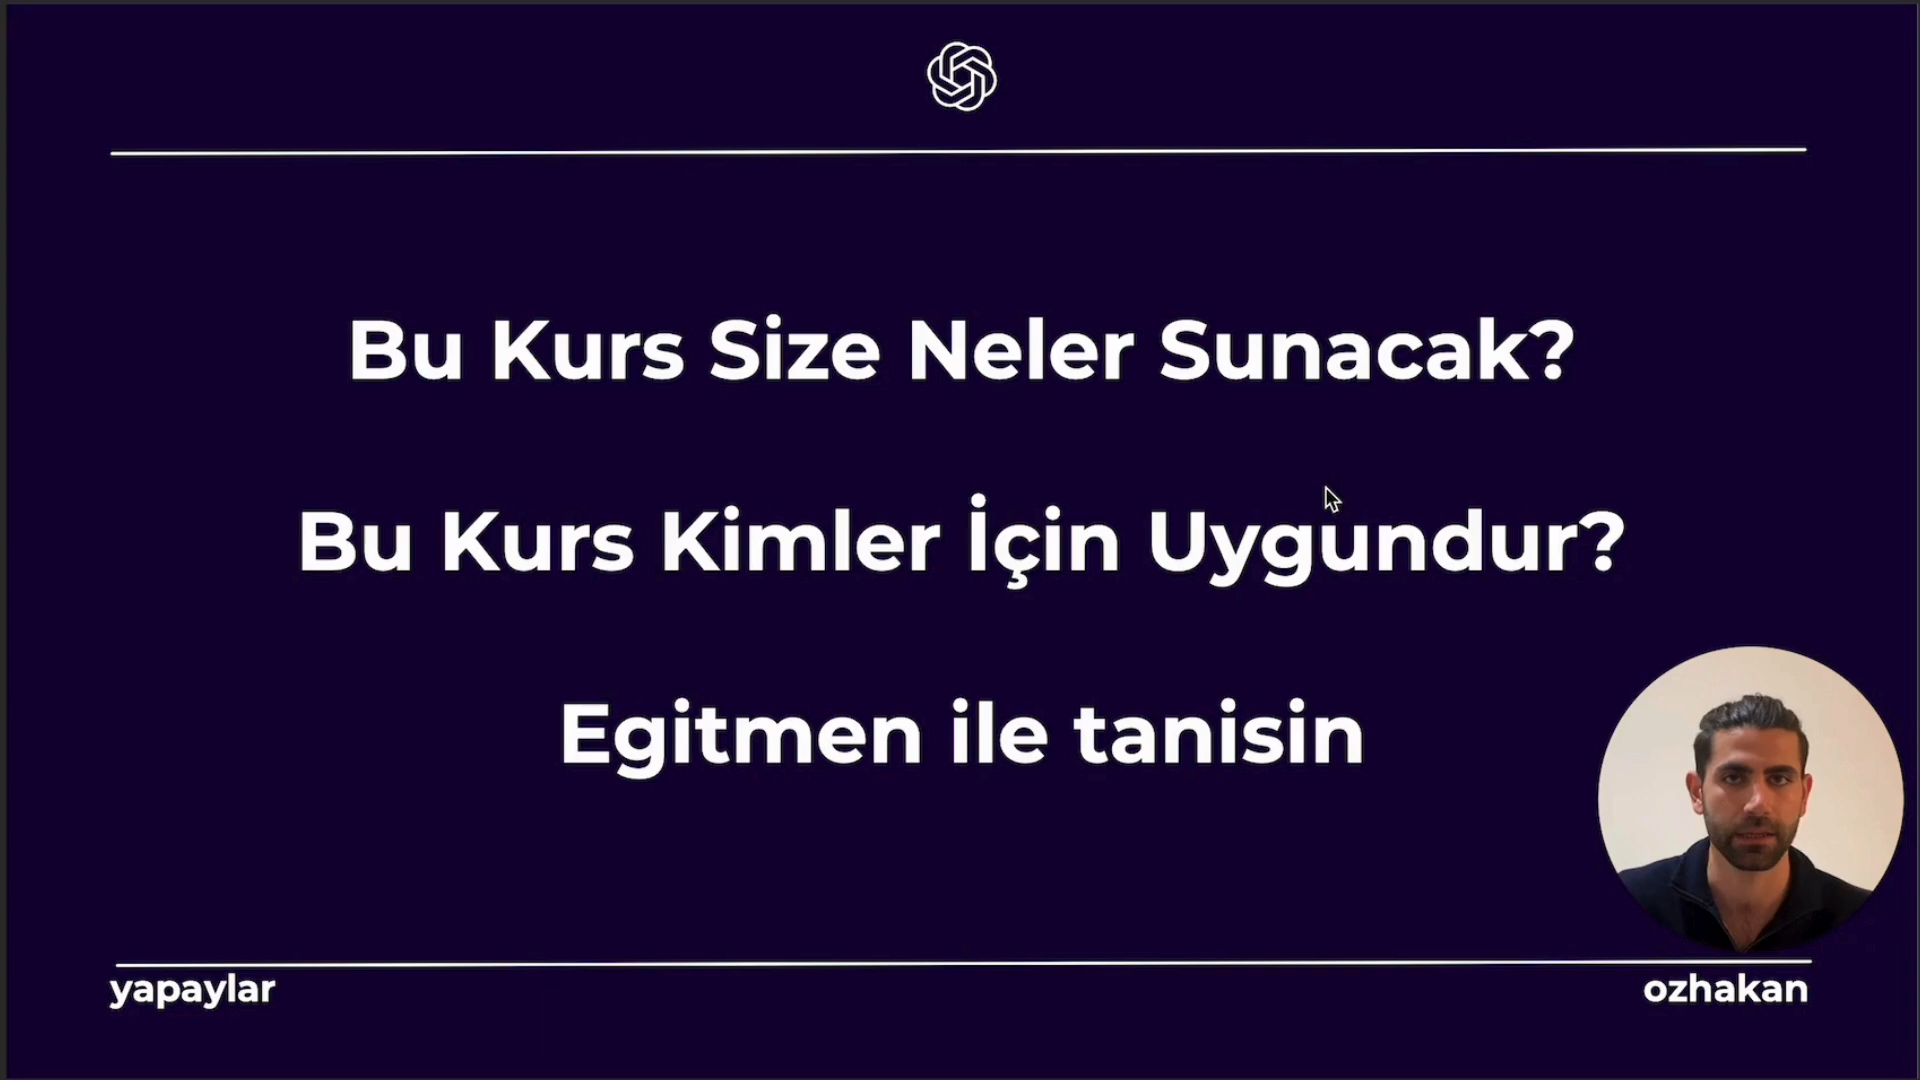 Bu Kurs Size Neler Sunacak?
Bu Kurs Kimler İçin Uygundur?
Egitmen ile tanisin
yapaylar
ozhakan